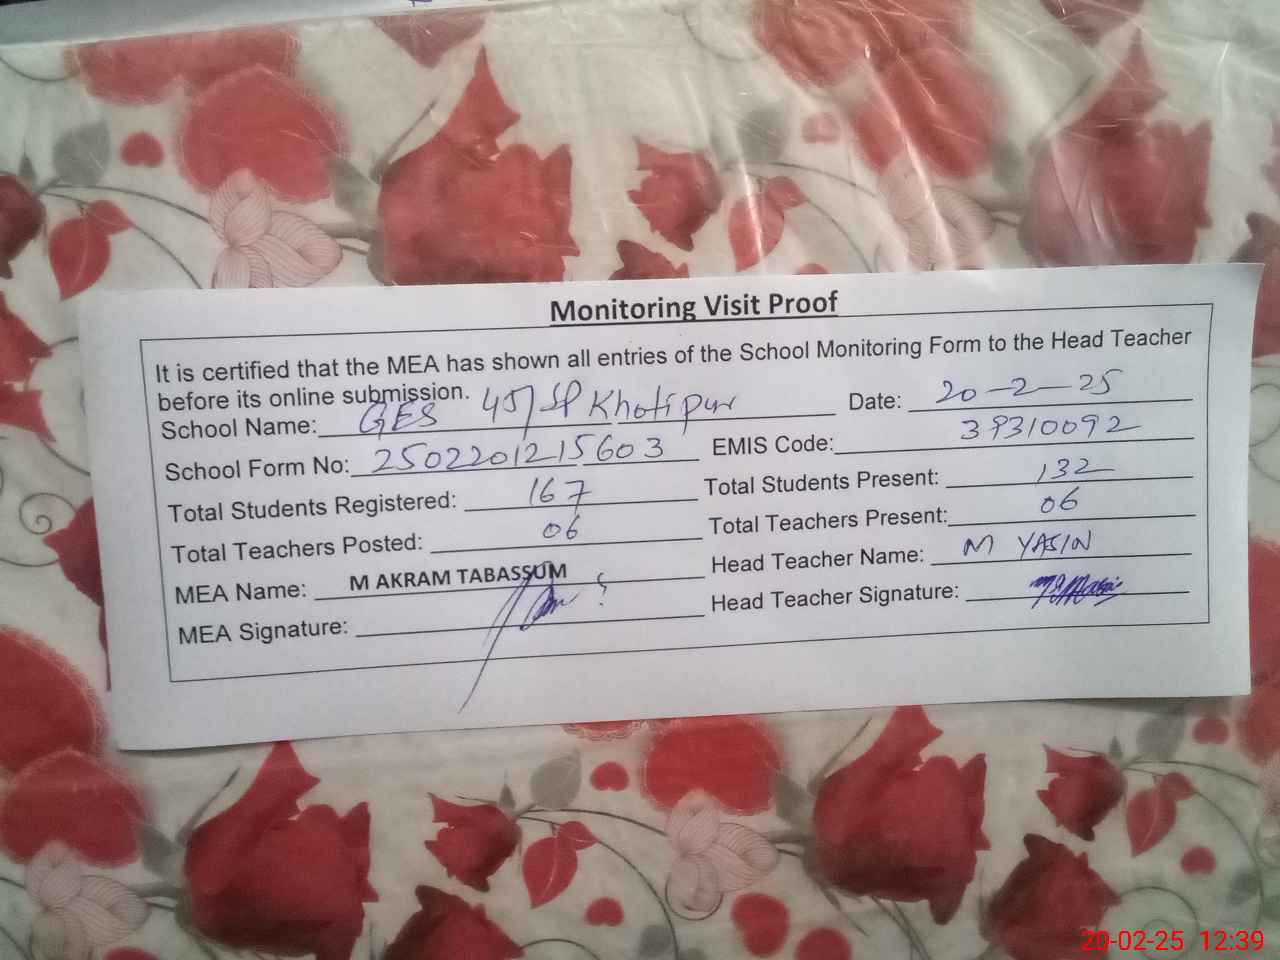 Monitoring Visit Proof
It is certified that the MEA has shown all entries of the School Monitoring Form to the Head Teacher
before its online submission.
School Name: GES 45/SP Khotipur Date: 20-2-25
School Form No: 2502201215603 EMIS Code: 39310092
Total Students Registered: 167 Total Students Present: 132
Total Teachers Posted: 06 Total Teachers Present: 06
MEA Name: M AKRAM TABASSUM Head Teacher Name: M YASIN
MEA Signature: Head Teacher Signature:
20-02-25 12:39